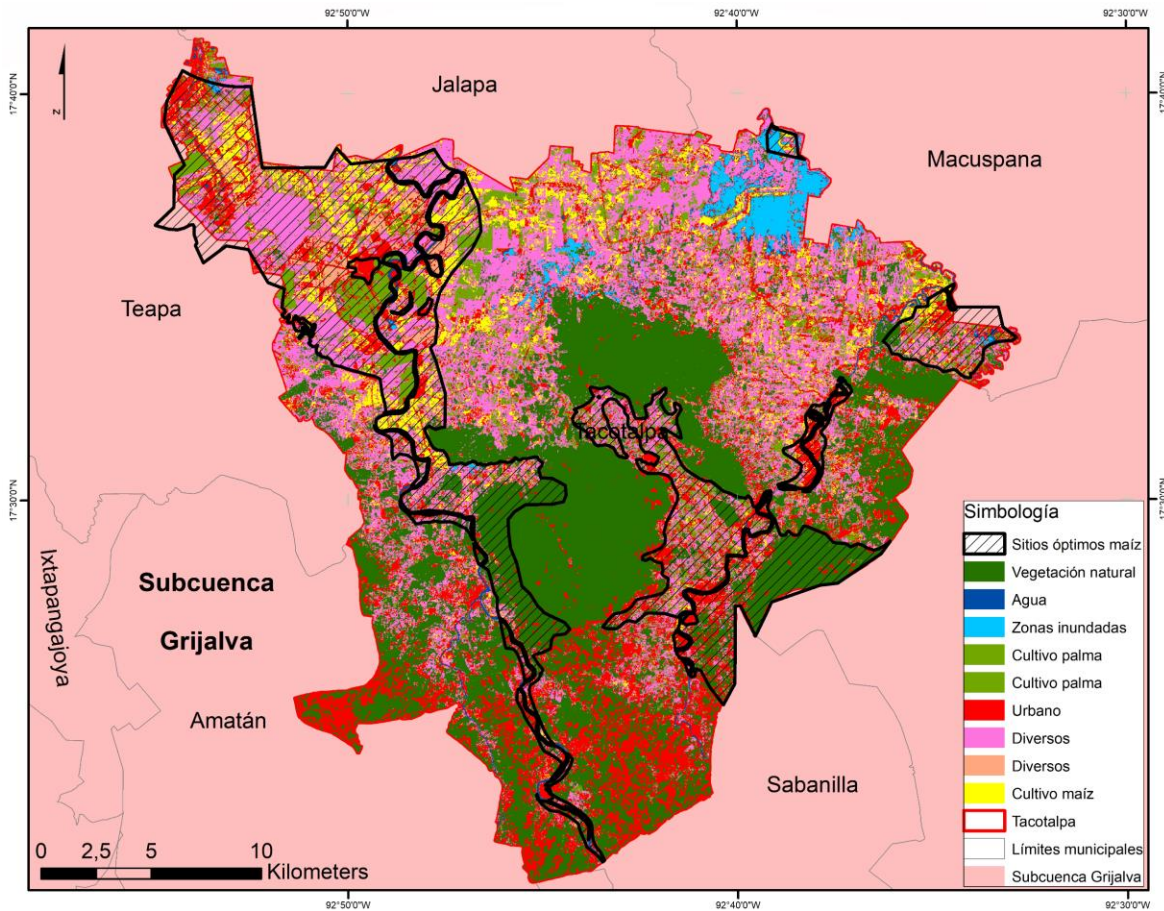 92°50'0"W 92°40'0"W 92°30'0"W
17°40'0"N
17°40'0"N
z
Jalapa
Macuspana
Teapa
Tacotalpa
17°30'0"N
17°30'0"N
Ixtapangajoya
Subcuenca
Grijalva
Amatán
Sabanilla
Simbología
Sitios óptimos maíz
Vegetación natural
Agua
Zonas inundadas
Cultivo palma
Cultivo palma
Urbano
Diversos
Diversos
Cultivo maíz
Tacotalpa
Límites municipales
Subcuenca Grijalva
0 2,5 5 10
Kilometers
92°50'0"W 92°40'0"W 92°30'0"W